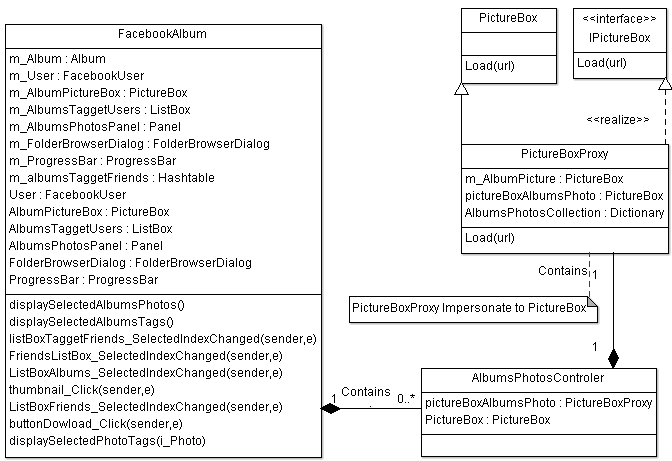 FacebookAlbum
m_Album : Album
m_User : FacebookUser
m_AlbumPictureBox : PictureBox
m_AlbumsTaggetUsers : ListBox
m_AlbumsPhotosPanel : Panel
m_FolderBrowserDialog : FolderBrowserDialog
m_ProgressBar : ProgressBar
m_albumsTaggetFriends : Hashtable
User : FacebookUser
AlbumPictureBox : PictureBox
AlbumsTaggetUsers : ListBox
AlbumsPhotosPanel : Panel
FolderBrowserDialog : FolderBrowserDialog
ProgressBar : ProgressBar
displaySelectedAlbumsPhotos()
displaySelectedAlbumsTags()
listBoxTaggetFriends_SelectedIndexChanged(sender,e)
FriendsListBox_SelectedIndexChanged(sender,e)
ListBoxAlbums_SelectedIndexChanged(sender,e)
thumbnail_Click(sender,e)
ListBoxFriends_SelectedIndexChanged(sender,e)
buttonDowload_Click(sender,e)
displaySelectedPhotoTags(i_Photo)
PictureBox
Load(url)
<<interface>>
IPictureBox
Load(url)
<<realize>>
PictureBoxProxy
m_AlbumPicture : PictureBox
pictureBoxAlbumsPhoto : PictureBox
AlbumsPhotosCollection : Dictionary
Load(url)
Contains
1
PictureBoxProxy Impersonate to PictureBox
1
AlbumsPhotosControler
pictureBoxAlbumsPhoto : PictureBoxProxy
PictureBox : PictureBox
1
Contains
0..*